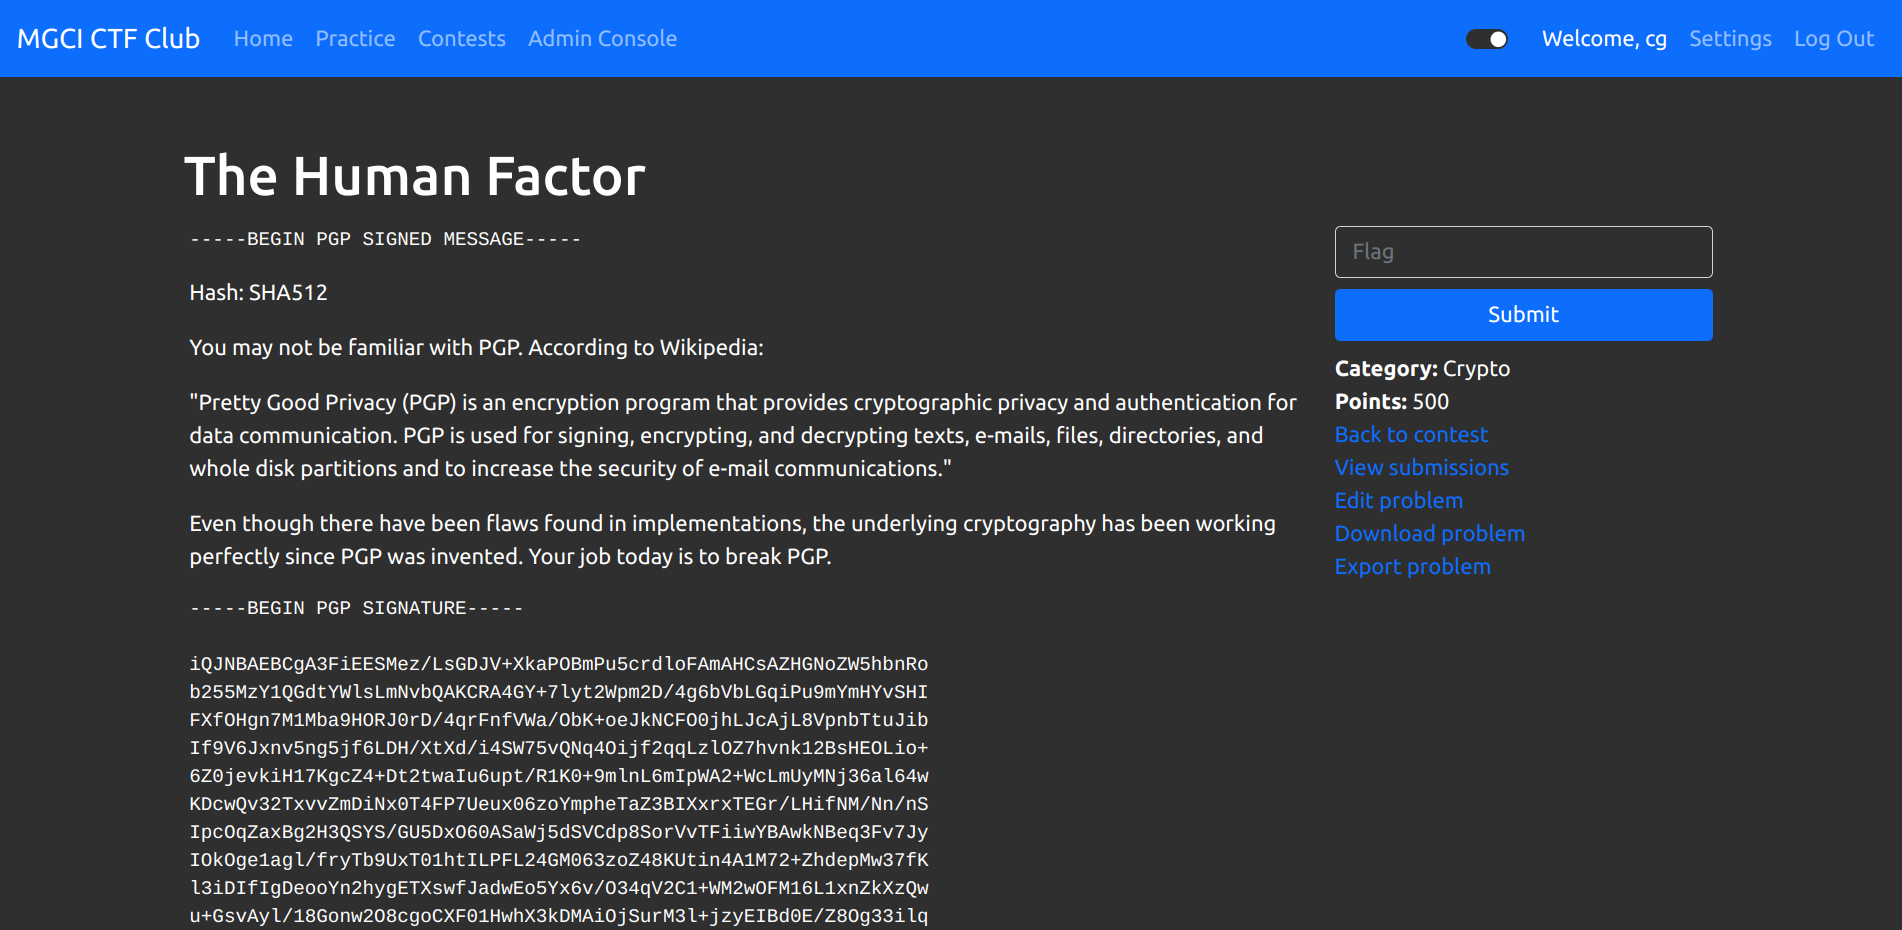 MGCI CTF Club Home Practice Contests Admin Console Welcome, cg Settings Log Out
The Human Factor
-----BEGIN PGP SIGNED MESSAGE-----
Hash: SHA512
You may not be familiar with PGP. According to Wikipedia:
"Pretty Good Privacy (PGP) is an encryption program that provides cryptographic privacy and authentication for
data communication. PGP is used for signing, encrypting, and decrypting texts, e-mails, files, directories, and
whole disk partitions and to increase the security of e-mail communications."
Even though there have been flaws found in implementations, the underlying cryptography has been working
perfectly since PGP was invented. Your job today is to break PGP.
-----BEGIN PGP SIGNATURE-----
iQJNBAEBCgA3FiEESMez/LsGDJV+XkaPOBmPu5crdloFAmAHCsAZHGNoZW5hbnRo
b255MzY1QGdtYWlsLmNvbQAKCRA4GY+7lyt2Wpm2D/4g6bVbLGqiPu9mYmHYvSHI
FXfOHgn7M1Mba9HORJ0rD/4qrFnfVWa/ObK+oeJkNCFO0jhLJcAjL8VpnbTtuJib
If9V6Jxnv5ng5jf6LDH/XtXd/i4SW75vQNq4Oijf2qqLzlOZ7hvnk12BsHEOLio+
6Z0jevkiH17KgcZ4+Dt2twaIu6upt/R1K0+9mlnL6mIpWA2+WcLmUyMNj36al64w
KDcwQv32TxvvZmDiNx0T4FP7Ueux06zoYmpheTaZ3BIXxrxTEGr/LHifNM/Nn/nS
IpcOqZaxBg2H3QSYS/GU5DxO60ASaWj5dSVCdp8SorVvTFiiwYBAwkNBeq3Fv7Jy
IOkOge1agl/fryTb9UxT01htILPFL24GM063zoZ48KUtin4A1M72+ZhdepMw37fK
l3iDIfIgDeooYn2hygETXswfJadwEo5Yx6v/O34qV2C1+WM2wOFM16L1xnZkXzQw
u+GsvAyl/18Gonw2O8cgoCXF01HwhX3kDMAiOjSurM3l+jzyEIBd0E/Z8Og33ilq
Flag
Submit
Category: Crypto
Points: 500
Back to contest
View submissions
Edit problem
Download problem
Export problem